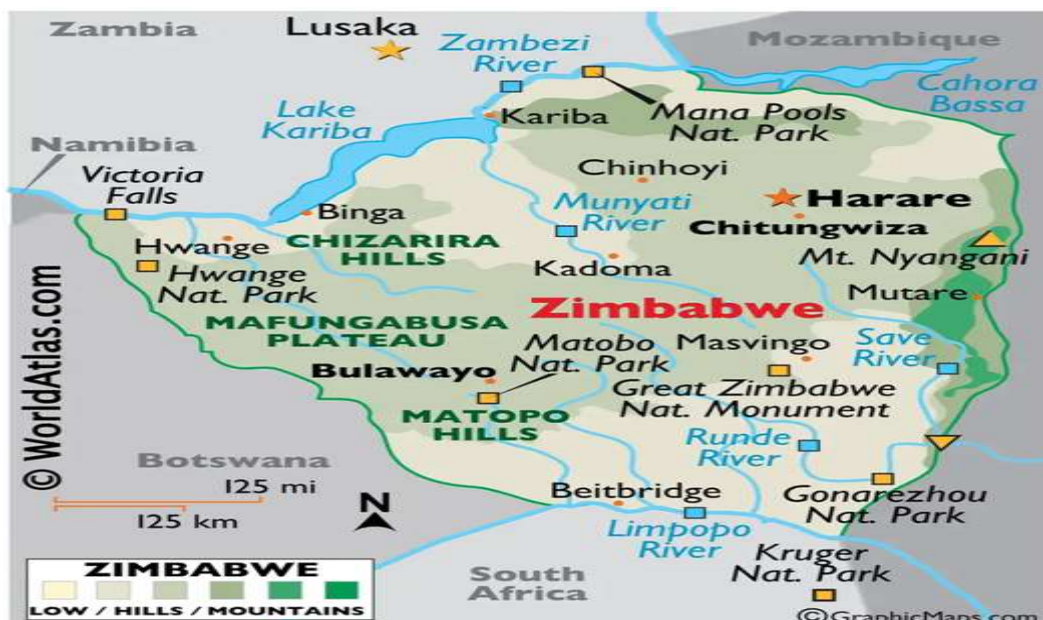 Zambia
Lusaka
Zambezi
River
Mozambique
Cahora
Bassa
Lake
Kariba
Kariba
Mana Pools
Nat. Park
Namibia
Victoria
Falls
Chinhoyi
Binga
Munyati
River
Harare
Chitungwiza
Hwange
CHIZARIRA
HILLS
Mt. Nyangani
Hwange
Nat. Park
Kadoma
Mutare
Zimbabwe
MAFUNGABUSA
PLATEAU
Matobo
Nat. Park
Masvingo
Save
River
Bulawayo
Great Zimbabwe
Nat. Monument
MATOPO
HILLS
Runde
River
Botswana
125 mi
125 km
N
Beitbridge
Gonarezhou
Nat. Park
Limpopo
River
Kruger
Nat. Park
South
Africa
© WorldAtlas.com
ZIMBABWE
LOW / HILLS / MOUNTAINS
©GraphicMaps.com